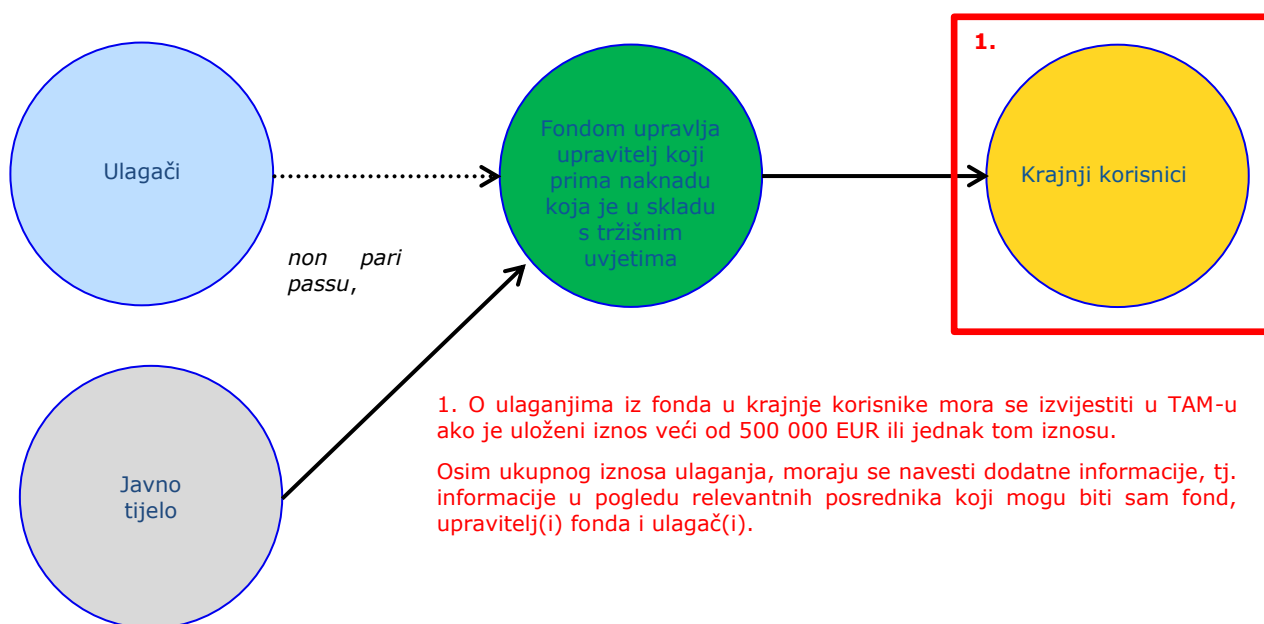 1.
Ulagači
Fondom upravlja
upravitelj koji
prima naknadu
koja je u skladu
s tržišnim
uvjetima
Krajnji korisnici
non pari
passu,
Javno
tijelo
1. O ulaganjima iz fonda u krajnje korisnike mora se izvijestiti u TAM-u
ako je uloženi iznos veći od 500 000 EUR ili jednak tom iznosu.
Osim ukupnog iznosa ulaganja, moraju se navesti dodatne informacije, tj.
informacije u pogledu relevantnih posrednika koji mogu biti sam fond,
upravitelj(i) fonda i ulagač(i).